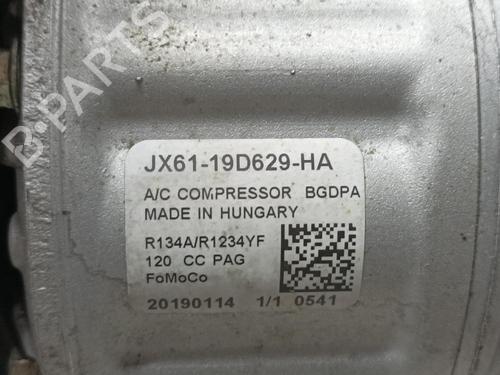 B-PARTS
JX61-19D629-HA
A/C COMPRESSOR BGDPA
MADE IN HUNGARY
R134A/R1234YF
120 CC PAG
FoMoCo
20190114 1/1 0541